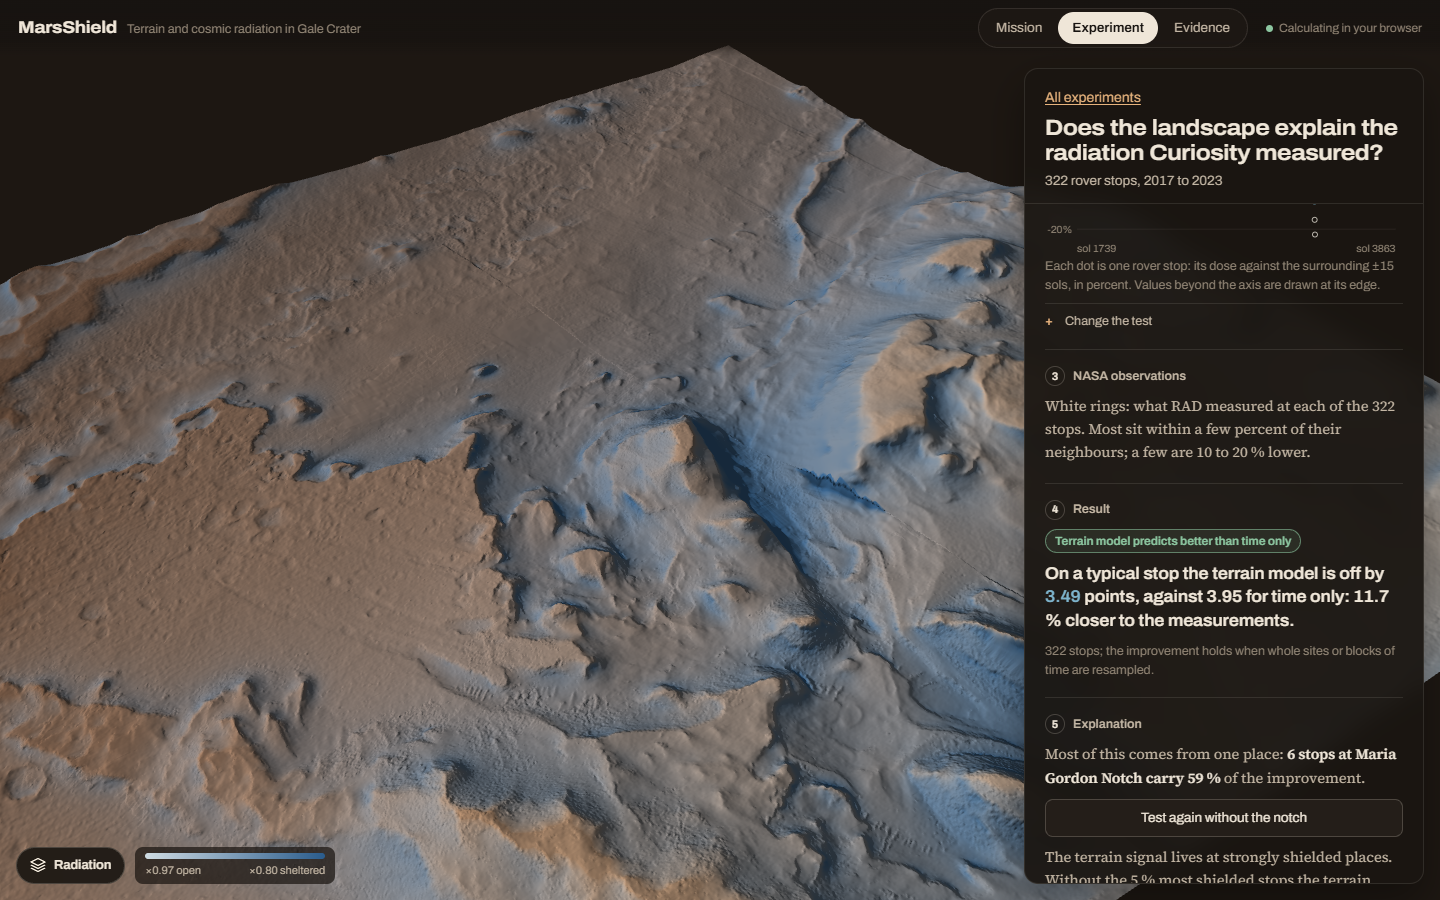 MarsShield
Terrain and cosmic radiation in Gale Crater
Mission
Experiment
Evidence
Calculating in your browser
All experiments
Does the landscape explain the
radiation Curiosity measured?
322 rover stops, 2017 to 2023
-20%
sol 1739
sol 3863
Each dot is one rover stop: its dose against the surrounding ±15
sols, in percent. Values beyond the axis are drawn at its edge.
+ Change the test
3 NASA observations
White rings: what RAD measured at each of the 322
stops. Most sit within a few percent of their
neighbours; a few are 10 to 20 % lower.
4 Result
Terrain model predicts better than time only
On a typical stop the terrain model is off by
3.49 points, against 3.95 for time only: 11.7
% closer to the measurements.
322 stops; the improvement holds when whole sites or blocks of
time are resampled.
5 Explanation
Most of this comes from one place: 6 stops at Maria
Gordon Notch carry 59 % of the improvement.
Test again without the notch
The terrain signal lives at strongly shielded places.
Without the 5 % most shielded stops the terrain
Radiation
×0.97 open
×0.80 sheltered